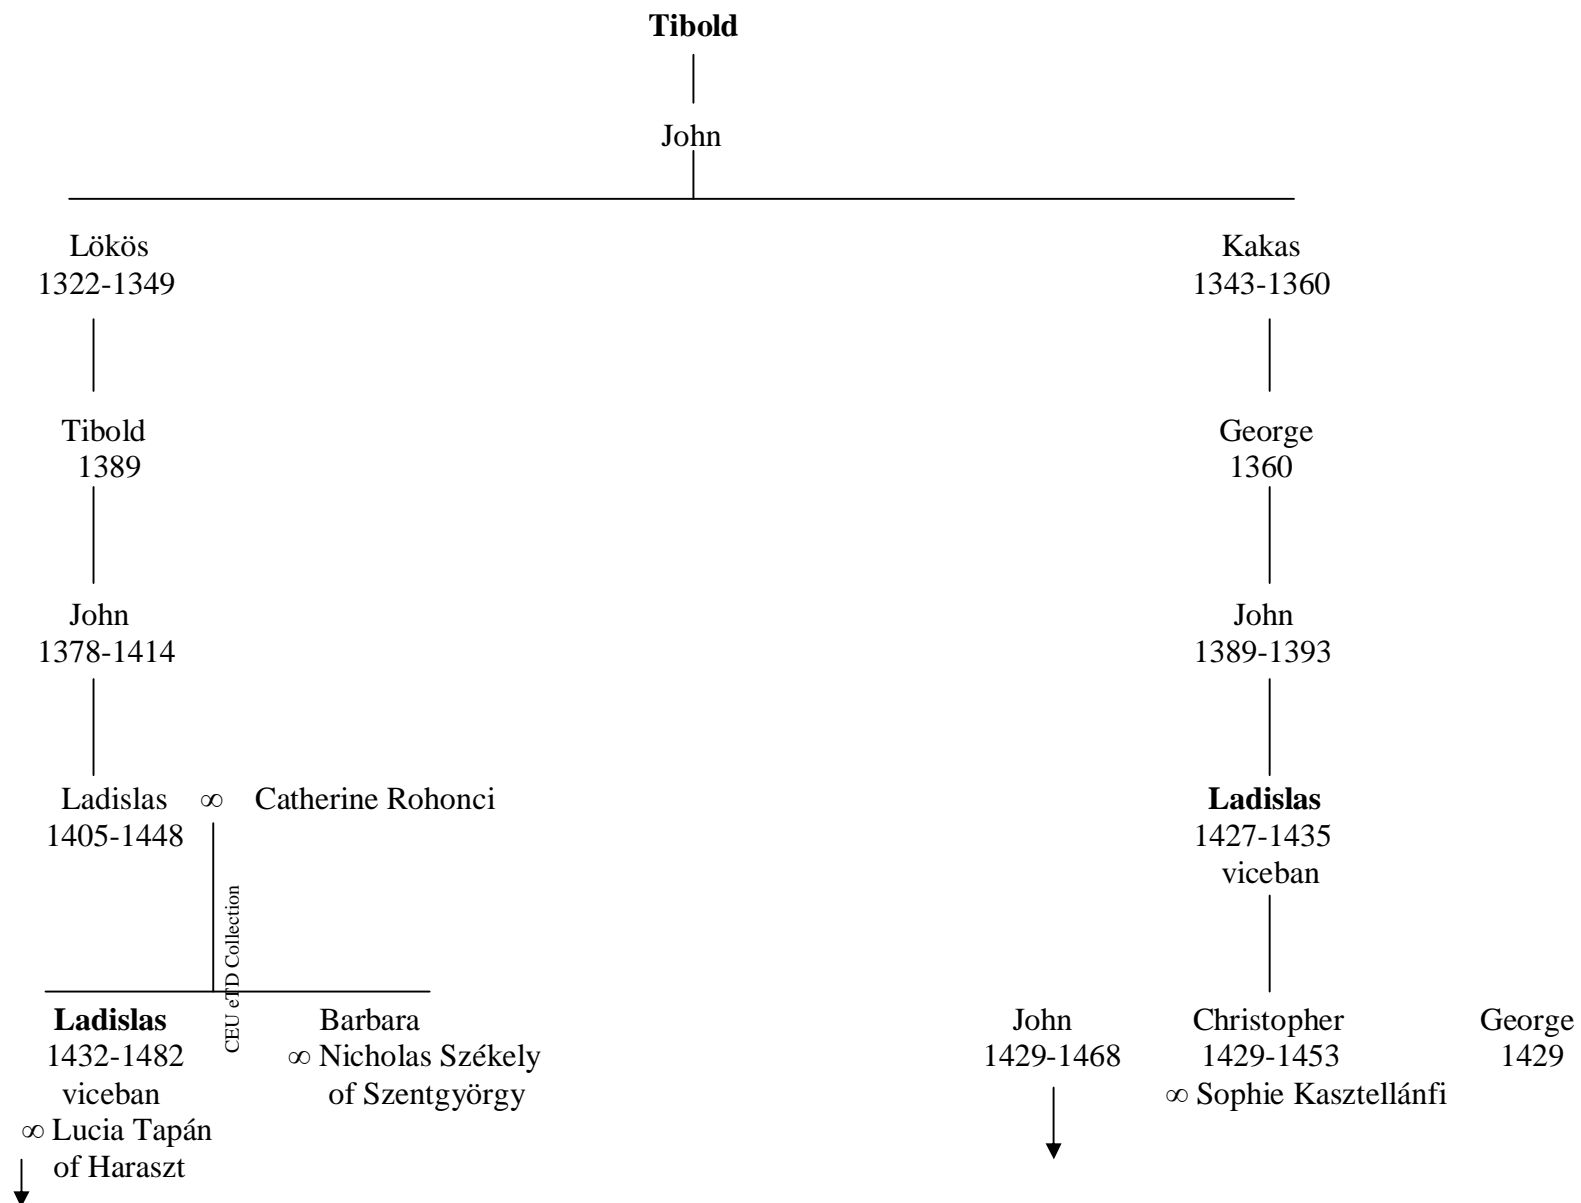 Tibold
John
Lökös Kakas
1322-1349 1343-1360
Tibold George
1389 1360
John John
1378-1414 1389-1393
Ladislas ∞ Catherine Rohonci Ladislas
1405-1448 1427-1435
viceban
CEU eTD Collection
Ladislas Barbara John Christopher George
1432-1482 ∞ Nicholas Székely 1429-1468 1429-1453 1429
viceban of Szentgyörgy ∞ Sophie Kasztellánfi
∞ Lucia Tapán
of Haraszt